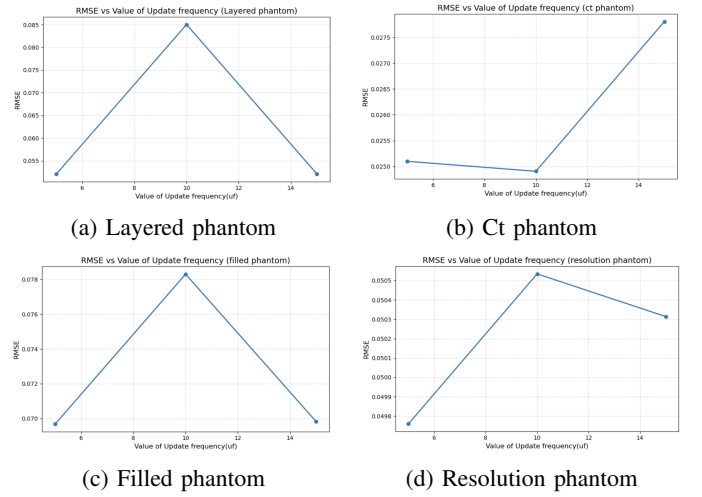 RMSE vs Value of Update frequency (Layered phantom)
0.085
0.080
0.075
0.070
0.065
0.060
0.055
RMSE
6 8 10 12 14
Value of Update frequency(uf)
(a) Layered phantom
RMSE vs Value of Update frequency (ct phantom)
0.0275
0.0270
0.0265
0.0260
0.0255
0.0250
RMSE
6 8 10 12 14
Value of Update frequency(uf)
(b) Ct phantom
RMSE vs Value of Update frequency (filled phantom)
0.078
0.076
0.074
0.072
0.070
RMSE
6 8 10 12 14
Value of Update frequency(uf)
(c) Filled phantom
RMSE vs Value of Update frequency (resolution phantom)
0.0505
0.0504
0.0503
0.0502
0.0501
0.0500
0.0499
0.0498
RMSE
6 8 10 12 14
Value of Update frequency(uf)
(d) Resolution phantom